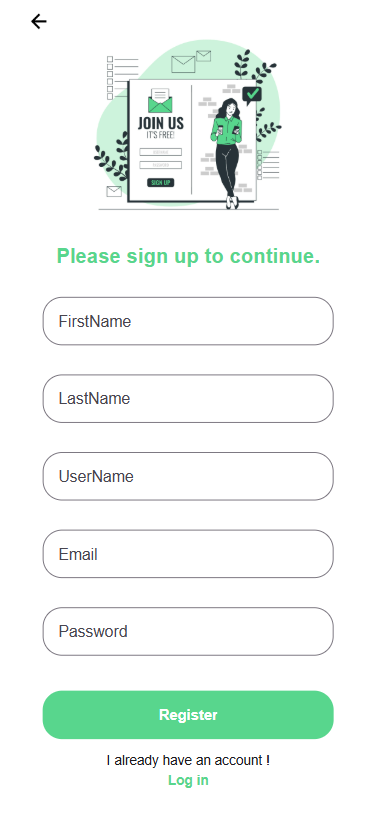 JOIN US
IT'S FREE!
SIGN UP
Please sign up to continue.
FirstName
LastName
UserName
Email
Password
Register
I already have an account !
Log in